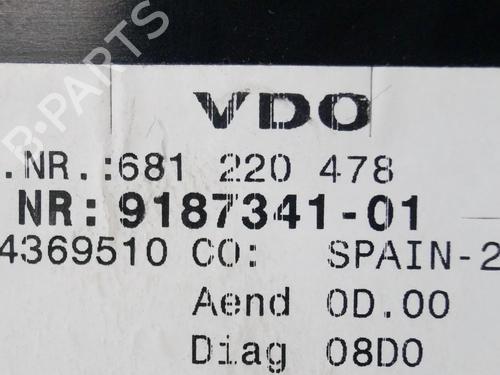 B-PARTS
VDO
.NR.:681 220 478
NR: 9187341-01
4369510 CO: SPAIN-2
Aend 0D.00
Diag 08D0